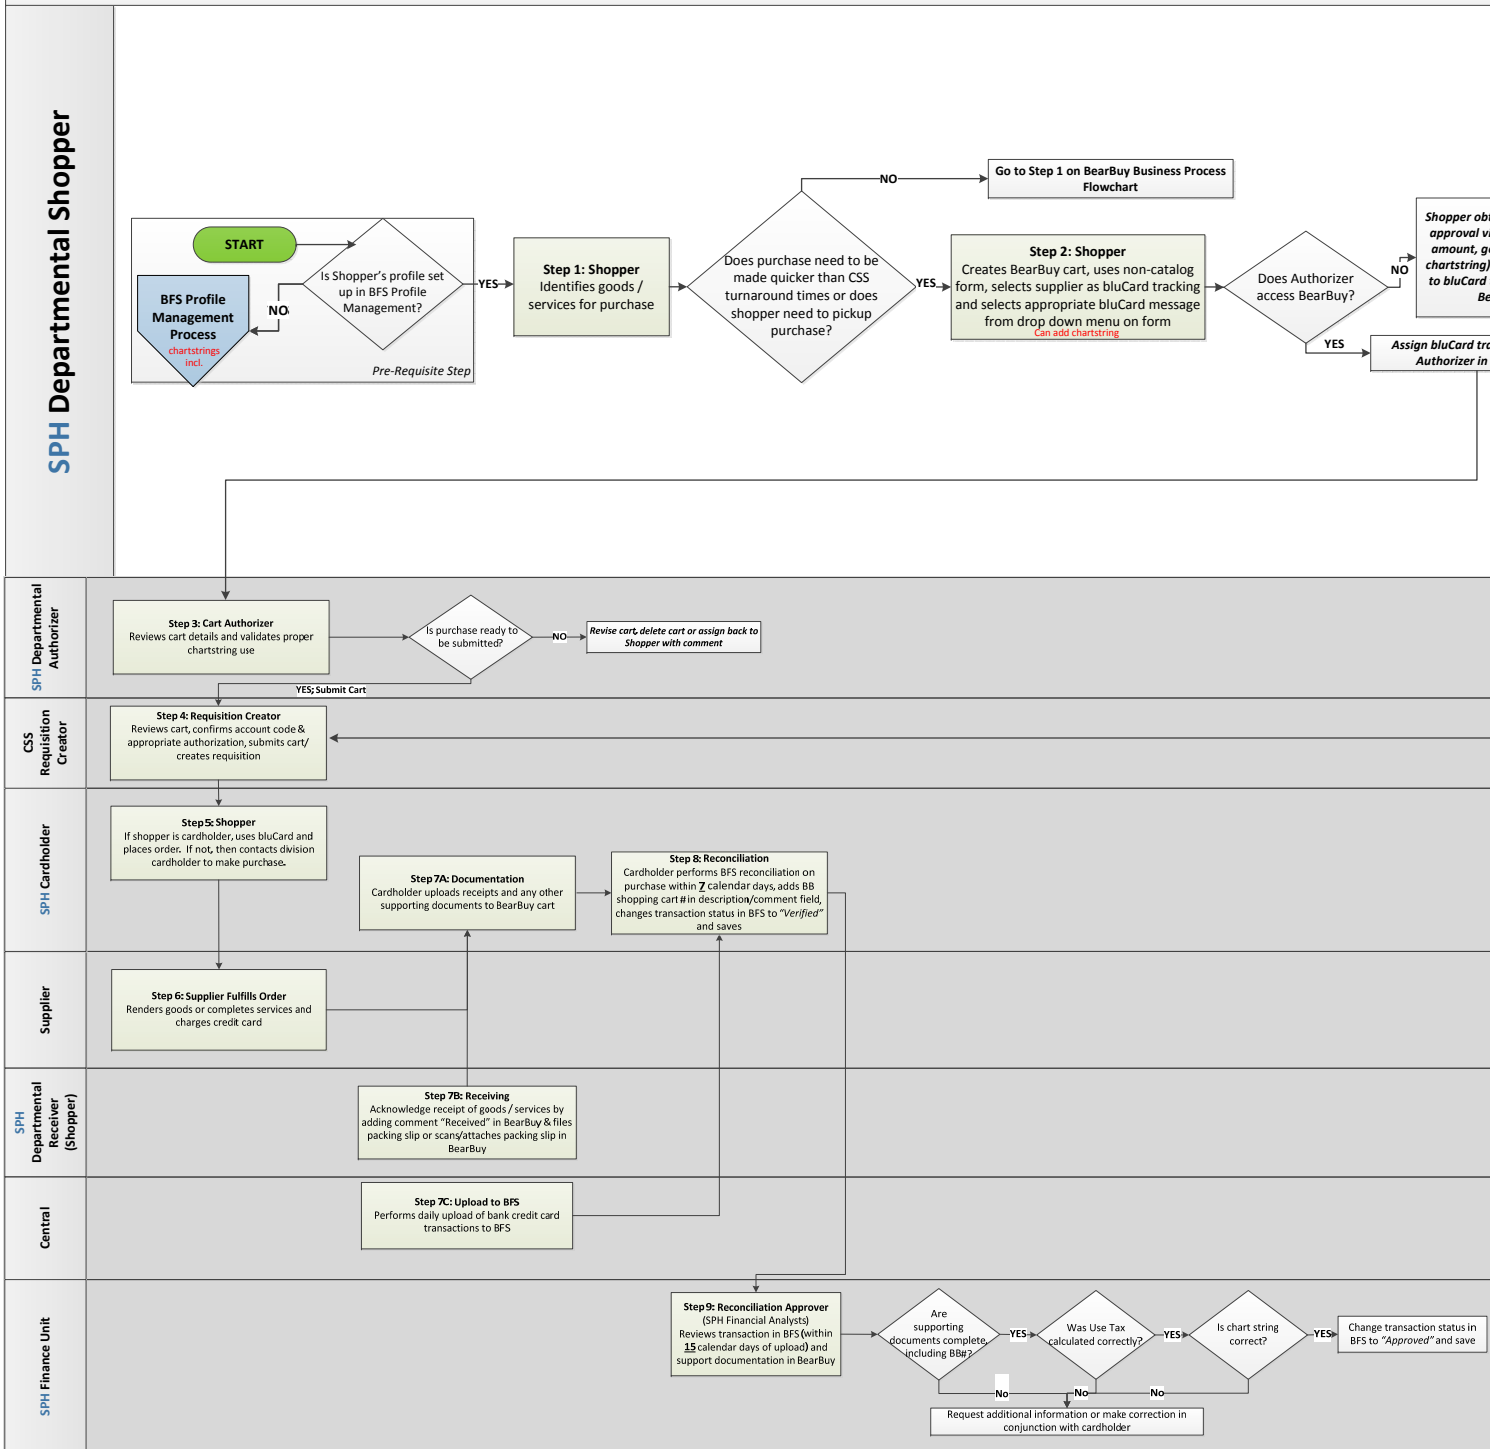 SPH Departmental Shopper
START
Is Shopper's profile set
up in BFS Profile
Management?
NO
BFS Profile
Management
Process
chartstrings
incl.
Pre-Requisite Step
YES
Step 1: Shopper
Identifies goods /
services for purchase
Does purchase need to be
made quicker than CSS
turnaround times or does
shopper need to pickup
purchase?
NO
Go to Step 1 on BearBuy Business Process
Flowchart
YES
Step 2: Shopper
Creates BearBuy cart, uses non-catalog
form, selects supplier as bluCard tracking
and selects appropriate bluCard message
from drop down menu on form
Can add chartstring
Does Authorizer
access BearBuy?
NO
Shopper
approval
amount,
chartstring)
to bluCard
YES
Assign bluCard
Authorizer in
SPH Departmental
Authorizer
Step 3: Cart Authorizer
Reviews cart details and validates proper
chartstring use
Is purchase ready to
be submitted?
NO
Revise cart, delete cart or assign back to
Shopper with comment
YES; Submit Cart
CSS
Requisition
Creator
Step 4: Requisition Creator
Reviews cart, confirms account code &
appropriate authorization, submits cart/
creates requisition
SPH Cardholder
Step 5: Shopper
If shopper is cardholder, uses bluCard and
places order. If not, then contacts division
cardholder to make purchase.
Step 7A: Documentation
Cardholder uploads receipts and any other
supporting documents to BearBuy cart
Step 8: Reconciliation
Cardholder performs BFS reconciliation on
purchase within 7 calendar days, adds BB
shopping cart # in description/comment field,
changes transaction status in BFS to "Verified"
and saves
Supplier
Step 6: Supplier Fulfills Order
Renders goods or completes services and
charges credit card
SPH
Departmental
Receiver
(Shopper)
Step 7B: Receiving
Acknowledge receipt of goods / services by
adding comment "Received" in BearBuy & files
packing slip or scans/attaches packing slip in
BearBuy
Central
Step 7C: Upload to BFS
Performs daily upload of bank credit card
transactions to BFS
SPH Finance Unit
Step 9: Reconciliation Approver
(SPH Financial Analysts)
Reviews transaction in BFS (within
15 calendar days of upload) and
support documentation in BearBuy
Are
supporting
documents complete,
including BB#?
YES
Was Use Tax
calculated correctly?
YES
Is chart string
correct?
YES
Change transaction status in
BFS to "Approved" and save
No
No
No
Request additional information or make correction in
conjunction with cardholder